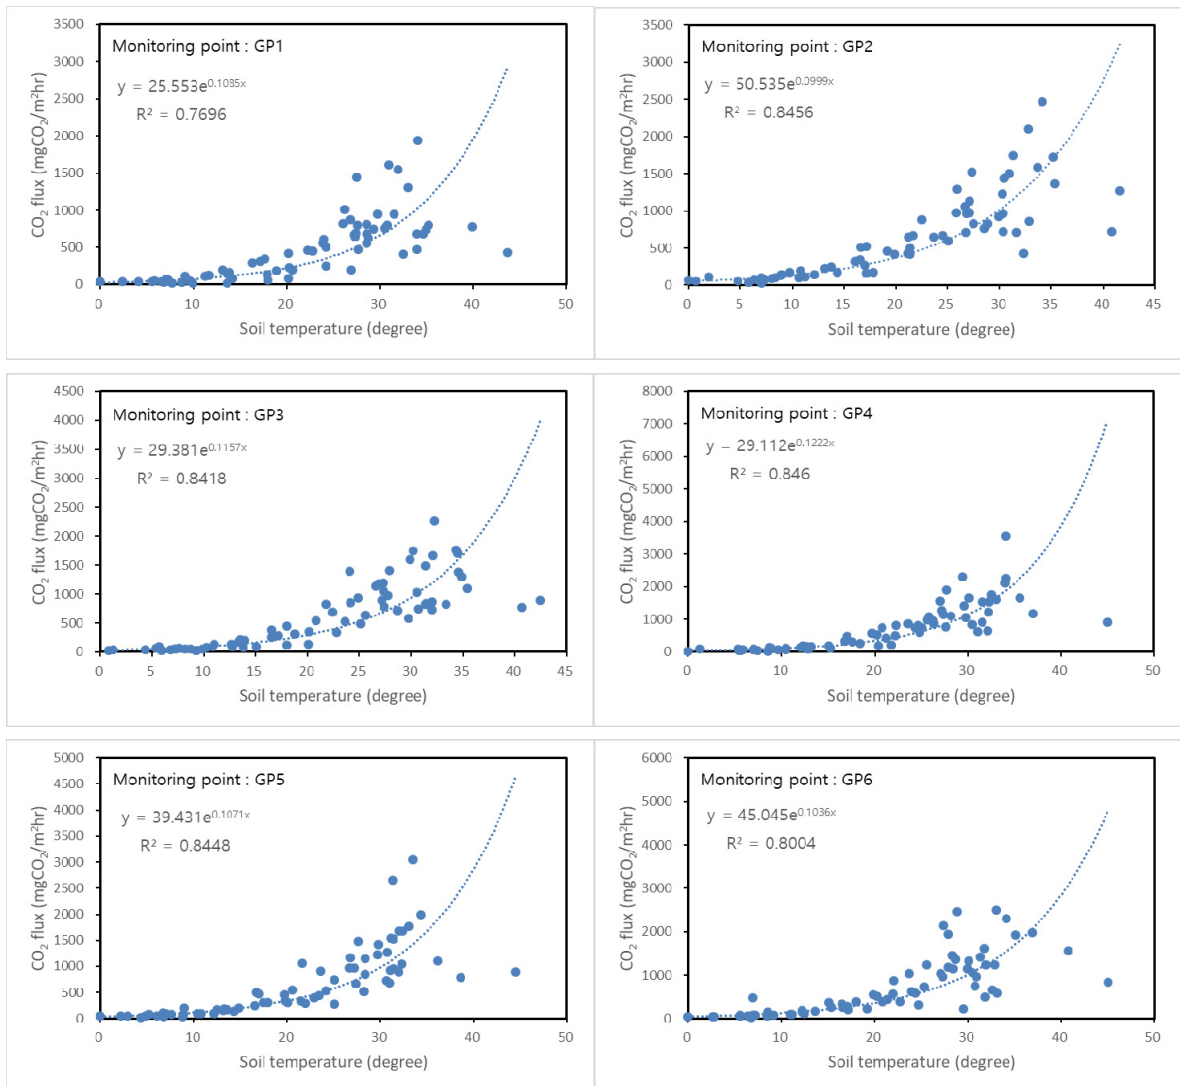 Monitoring point : GP1
y = 25.553e^0.1035x
R² = 0.7696
CO₂ flux (mgCO₂/m²hr)
3500
3000
2500
2000
1500
1000
500
0
0 10 20 30 40 50
Soil temperature (degree)
Monitoring point : GP2
y = 50.535e^0.0999x
R² = 0.8456
CO₂ flux (mgCO₂/m²hr)
3500
3000
2500
2000
1500
1000
500
0
0 5 10 15 20 25 30 35 40 45
Soil temperature (degree)
Monitoring point : GP3
y = 29.381e^0.1157x
R² = 0.8418
CO₂ flux (mgCO₂/m²hr)
4500
4000
3500
3000
2500
2000
1500
1000
500
0
0 5 10 15 20 25 30 35 40 45
Soil temperature (degree)
Monitoring point : GP4
y = 29.112e^0.1222x
R² = 0.846
CO₂ flux (mgCO₂/m²hr)
8000
7000
6000
5000
4000
3000
2000
1000
0
0 10 20 30 40 50
Soil temperature (degree)
Monitoring point : GP5
y = 39.431e^0.1071x
R² = 0.8448
CO₂ flux (mgCO₂/m²hr)
5000
4500
4000
3500
3000
2500
2000
1500
1000
500
0
0 10 20 30 40 50
Soil temperature (degree)
Monitoring point : GP6
y = 45.045e^0.1036x
R² = 0.8004
CO₂ flux (mgCO₂/m²hr)
6000
5000
4000
3000
2000
1000
0
0 10 20 30 40 50
Soil temperature (degree)